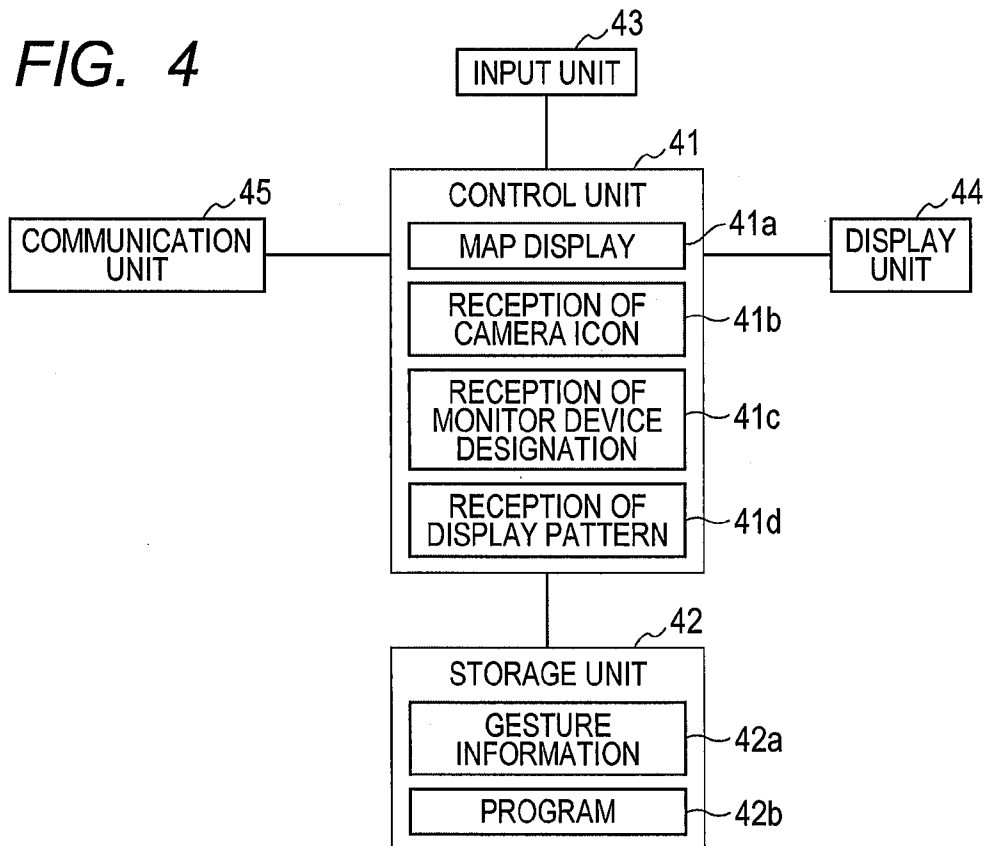 FIG. 4
43
INPUT UNIT
41
CONTROL UNIT
45
COMMUNICATION
UNIT
44
DISPLAY
UNIT
MAP DISPLAY
41a
RECEPTION OF
CAMERA ICON
41b
RECEPTION OF
MONITOR DEVICE
DESIGNATION
41c
RECEPTION OF
DISPLAY PATTERN
41d
42
STORAGE UNIT
GESTURE
INFORMATION
42a
PROGRAM
42b